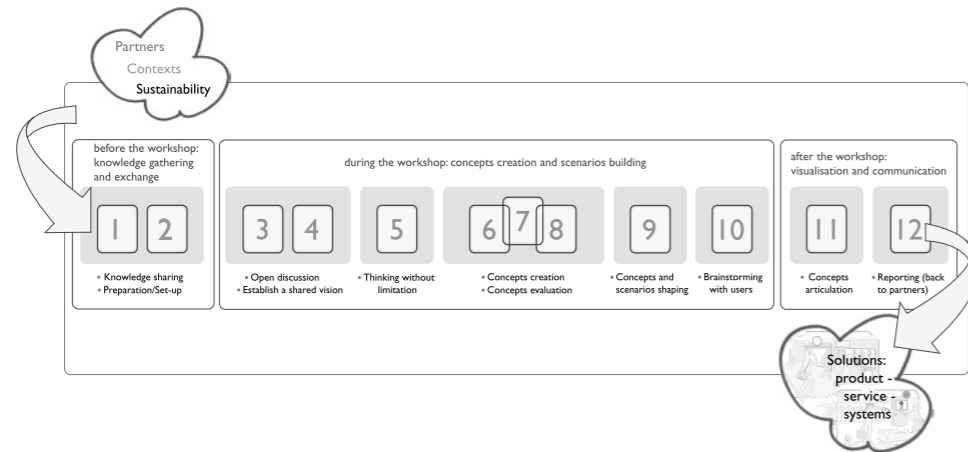 Partners
Contexts
Sustainability
before the workshop:
knowledge gathering
and exchange
during the workshop: concepts creation and scenarios building
after the workshop:
visualisation and communication
1 2 3 4 5 6 7 8 9 10 11 12
• Knowledge sharing
• Preparation/Set-up
• Open discussion
• Establish a shared vision
• Thinking without
limitation
• Concepts creation
• Concepts evaluation
• Concepts and
scenarios shaping
• Brainstorming
with users
• Concepts
articulation
• Reporting (back
to partners)
Solutions:
product -
service -
systems